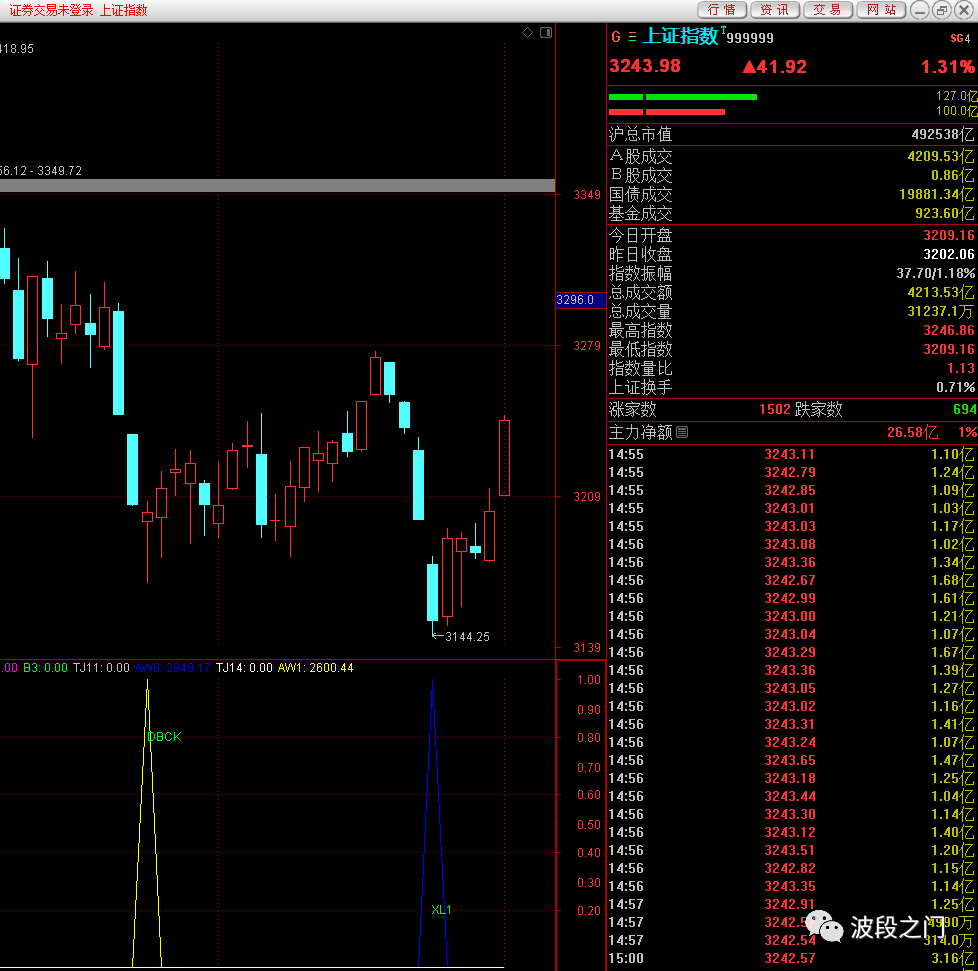 证券交易未登录 上证指数
行情 资讯 交易 网站
418.95
56.12 - 3349.72
3349
3296.0
3279
3209
←3144.25
3139
.00 B3: 0.00 TJ11: 0.00 AW8: 2849.17 TJ14: 0.00 AW1: 2600.44
DBCK
XL1
1.00
0.90
0.80
0.70
0.60
0.50
0.40
0.30
0.20
G 上证指数 T 999999 SG4
3243.98 ▲41.92 1.31%
127.0亿
100.0亿
沪总市值 492538亿
A股成交 4209.53亿
B股成交 0.86亿
国债成交 19881.34亿
基金成交 923.60亿
今日开盘 3209.16
昨日收盘 3202.06
指数振幅 37.70/1.18%
总成交额 4213.53亿
总成交量 31237.1万
最高指数 3246.86
最低指数 3209.16
指数量比 1.13
上证换手 0.71%
涨家数 1502 跌家数 694
主力净额 26.58亿 1%
14:55 3243.11 1.10亿
14:55 3242.79 1.24亿
14:55 3242.85 1.09亿
14:55 3243.01 1.03亿
14:55 3243.03 1.17亿
14:56 3243.08 1.02亿
14:56 3243.36 1.34亿
14:56 3242.67 1.68亿
14:56 3242.99 1.61亿
14:56 3243.00 1.21亿
14:56 3243.04 1.07亿
14:56 3243.29 1.67亿
14:56 3243.36 1.39亿
14:56 3243.05 1.27亿
14:56 3243.02 1.16亿
14:56 3243.31 1.41亿
14:56 3243.24 1.07亿
14:56 3243.65 1.47亿
14:56 3243.18 1.25亿
14:56 3243.44 1.04亿
14:56 3243.30 1.14亿
14:56 3243.12 1.40亿
14:56 3243.51 1.20亿
14:56 3242.82 1.15亿
14:56 3243.35 1.14亿
14:57 3242.91 1.25亿
14:57 3242.5 4990万
14:57 3242.54 314.0万
15:00 3242.57 3.16亿
波段之门